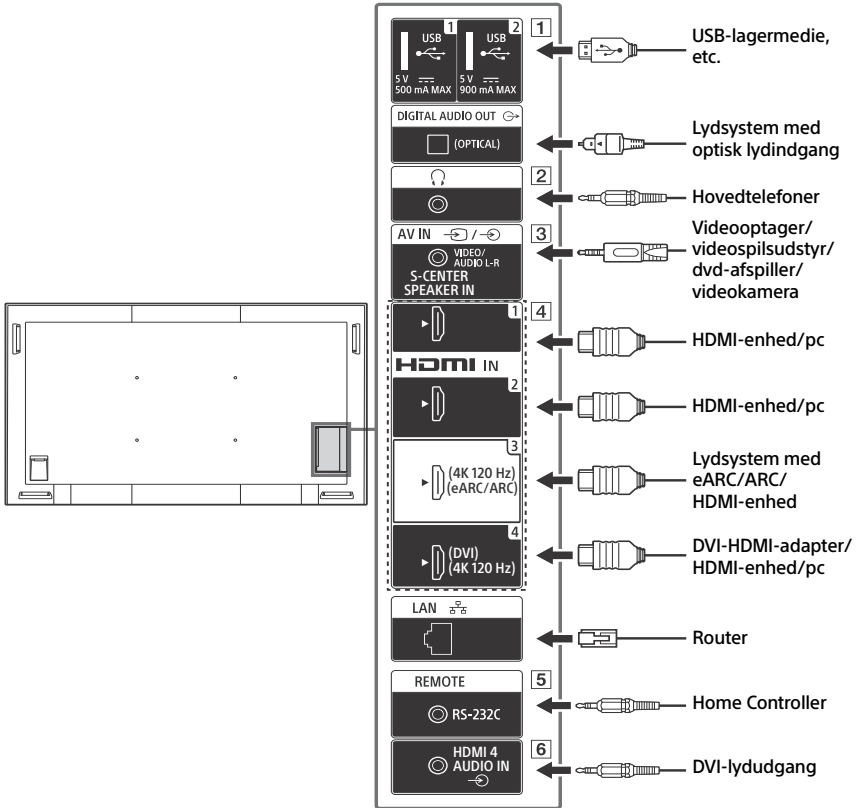 1 2 1
USB USB
5 V 5 V
500 mA MAX 900 mA MAX
USB-lagermedie,
etc.
DIGITAL AUDIO OUT
(OPTICAL)
Lydsystem med
optisk lydindgang
2
Hovedtelefoner
AV IN / 3
VIDEO/
AUDIO L-R
S-CENTER
SPEAKER IN
Videooptager/
videospilsudstyr/
dvd-afspiller/
videokamera
1 4
HDMI-enhed/pc
HDMI IN
2
HDMI-enhed/pc
3
(4K 120 Hz)
(eARC/ARC)
Lydsystem med
eARC/ARC/
HDMI-enhed
4
(DVI)
(4K 120 Hz)
DVI-HDMI-adapter/
HDMI-enhed/pc
LAN
Router
REMOTE 5
RS-232C
Home Controller
6
HDMI 4
AUDIO IN
DVI-lydudgang